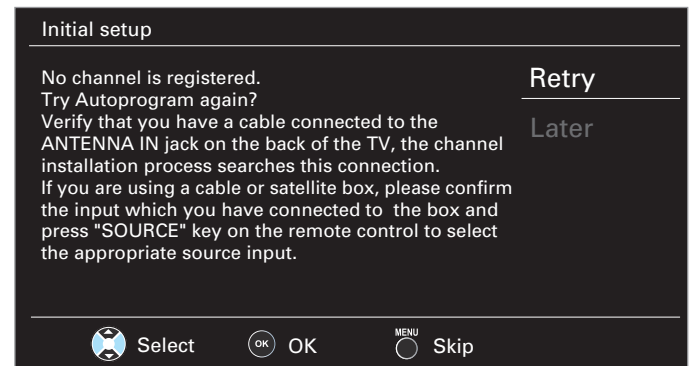 Initial setup
No channel is registered.
Try Autoprogram again?
Verify that you have a cable connected to the
ANTENNA IN jack on the back of the TV, the channel
installation process searches this connection.
If you are using a cable or satellite box, please confirm
the input which you have connected to  the box and
press "SOURCE" key on the remote control to select
the appropriate source input.
Retry
Later
Select
OK OK
MENU
Skip